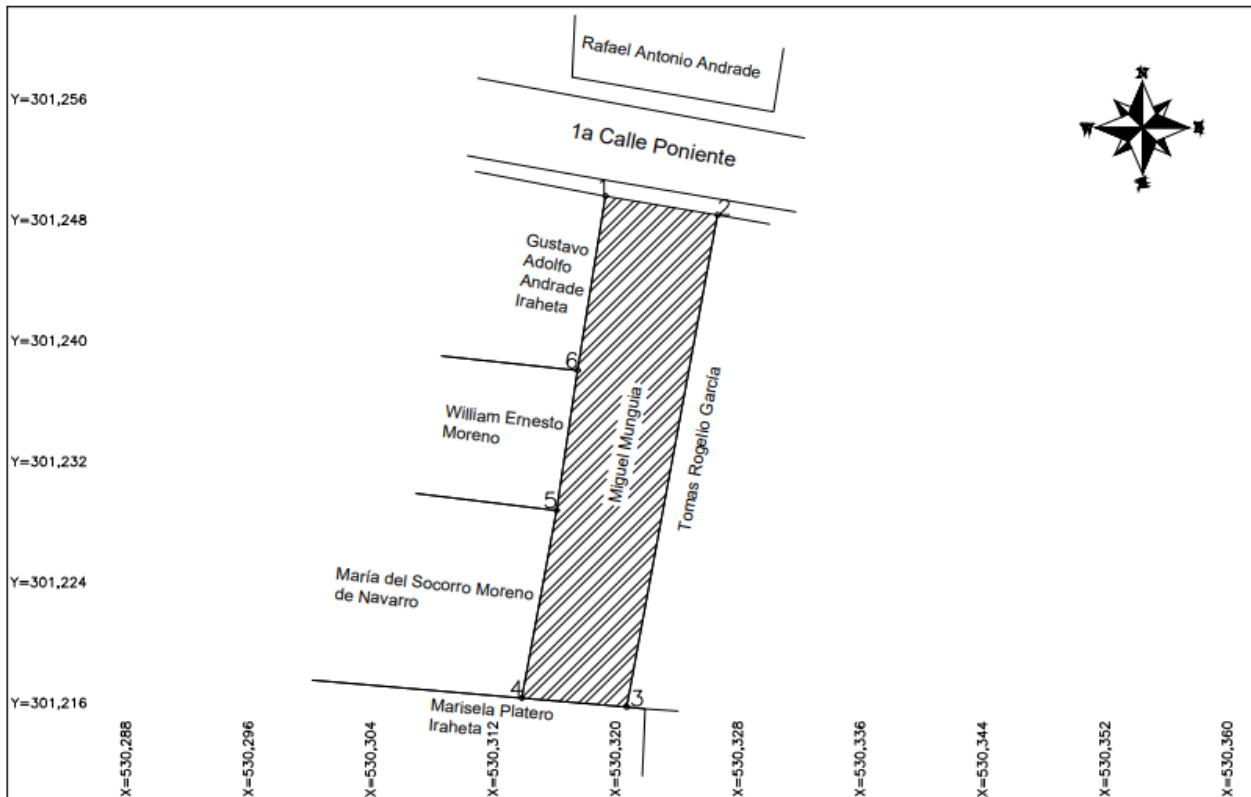 Rafael Antonio Andrade
Y=301,256
1a Calle Poniente
N
W
E
S
1
2
Y=301,248
Gustavo
Adolfo
Andrade
Iraheta
Y=301,240
6
William Ernesto
Moreno
Miguel Munguia
Tomas Rogelio García
Y=301,232
5
Y=301,224
María del Socorro Moreno
de Navarro
4
3
Y=301,216
Marisela Platero
Iraheta
X=530,288
X=530,296
X=530,304
X=530,312
X=530,320
X=530,328
X=530,336
X=530,344
X=530,352
X=530,360